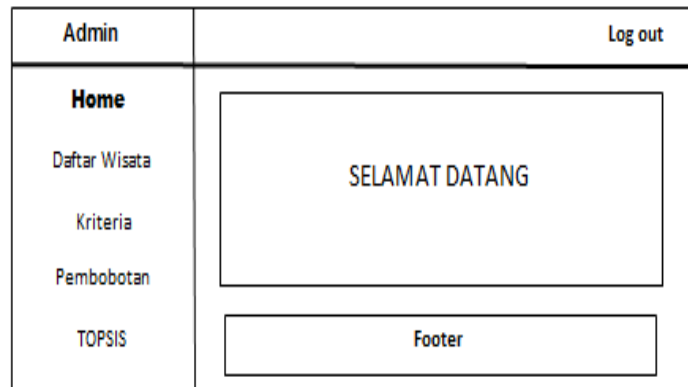 Admin
Log out
Home
Daftar Wisata
Kriteria
Pembobotan
TOPSIS
SELAMAT DATANG
Footer